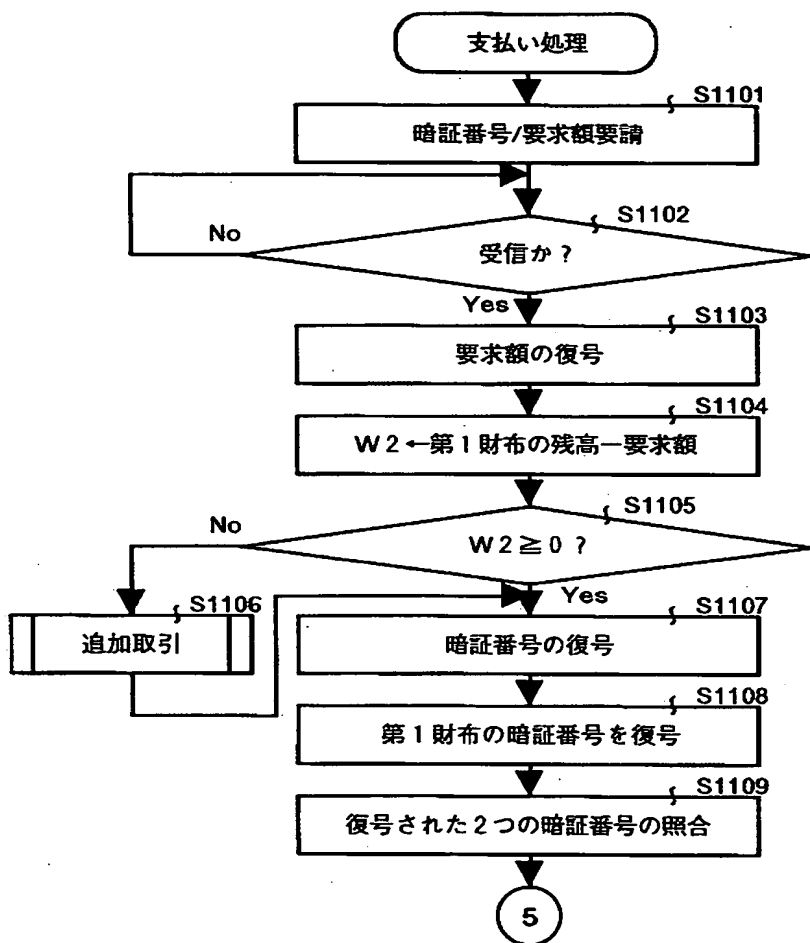 支払い処理
S1101
暗証番号/要求額要請
S1102
No
受信か？
Yes
S1103
要求額の復号
S1104
W2←第1財布の残高ー要求額
S1105
No
W2≧0？
Yes
S1106
追加取引
S1107
暗証番号の復号
S1108
第1財布の暗証番号を復号
S1109
復号された2つの暗証番号の照合
5